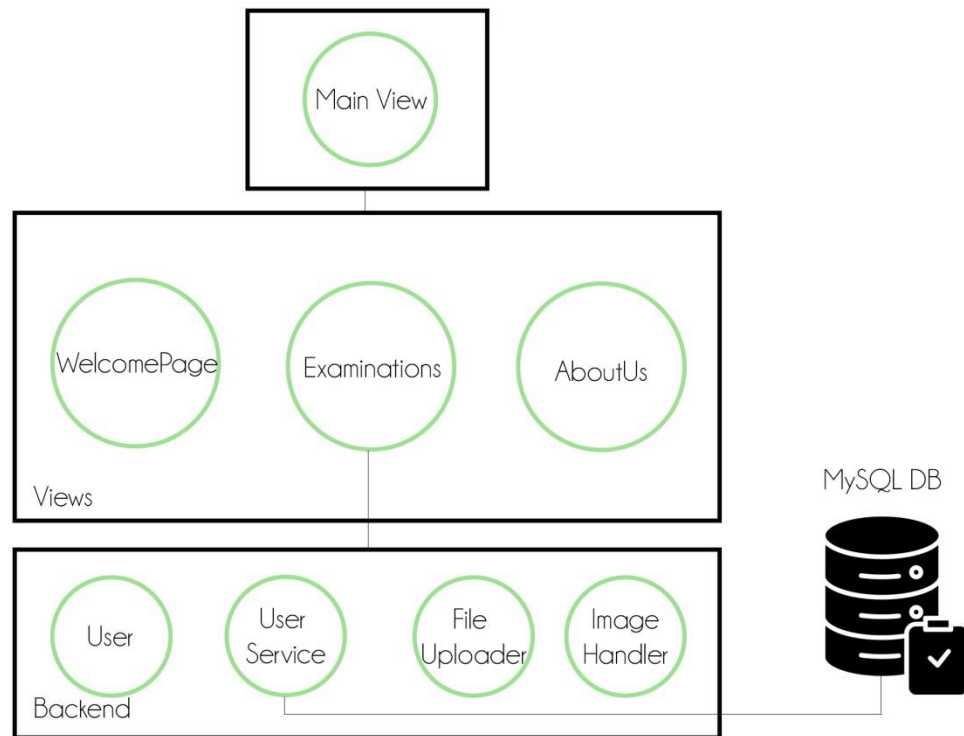 Main View
WelcomePage
Examinations
AboutUs
Views
MySQL DB
User
User
Service
File
Uploader
Image
Handler
Backend